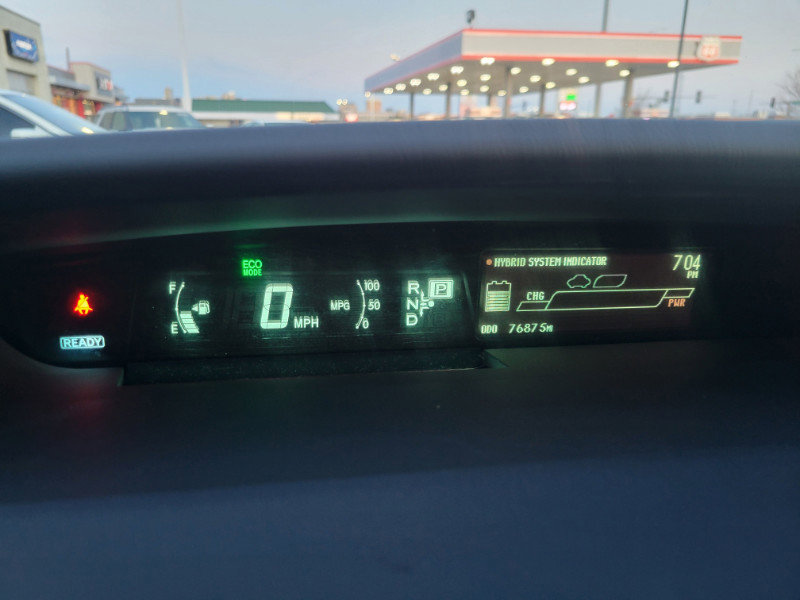 ECO
MODE
F
E
READY
0 MPH
MPG
100
50
0
R
N
D
P
HYBRID SYSTEM INDICATOR
7:04
PM
CHG
PWR
ODO 76875MI